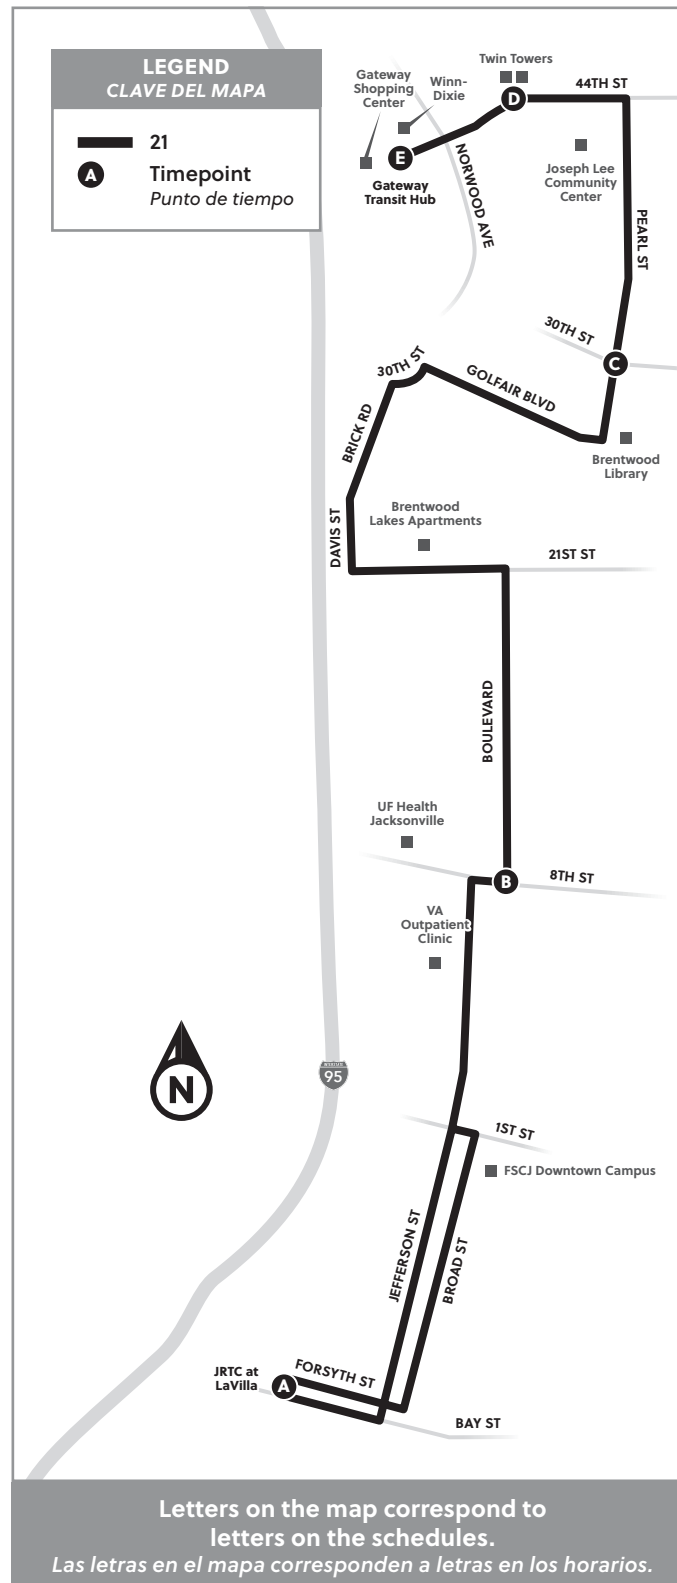 LEGEND
CLAVE DEL MAPA
21
A
Timepoint
Punto de tiempo
Twin Towers
Gateway
Shopping
Center
Winn-
Dixie
D
44TH ST
E
Gateway
Transit Hub
NORWOOD AVE
Joseph Lee
Community
Center
PEARL ST
30TH ST
C
30TH ST
GOLFAIR BLVD
BRICK RD
Brentwood
Library
Brentwood
Lakes Apartments
DAVIS ST
21ST ST
BOULEVARD
UF Health
Jacksonville
B
8TH ST
VA
Outpatient
Clinic
N
95
1ST ST
FSCJ Downtown Campus
JEFFERSON ST
BROAD ST
JRTC at
LaVilla
A
FORSYTH ST
BAY ST
Letters on the map correspond to
letters on the schedules.
Las letras en el mapa corresponden a letras en los horarios.